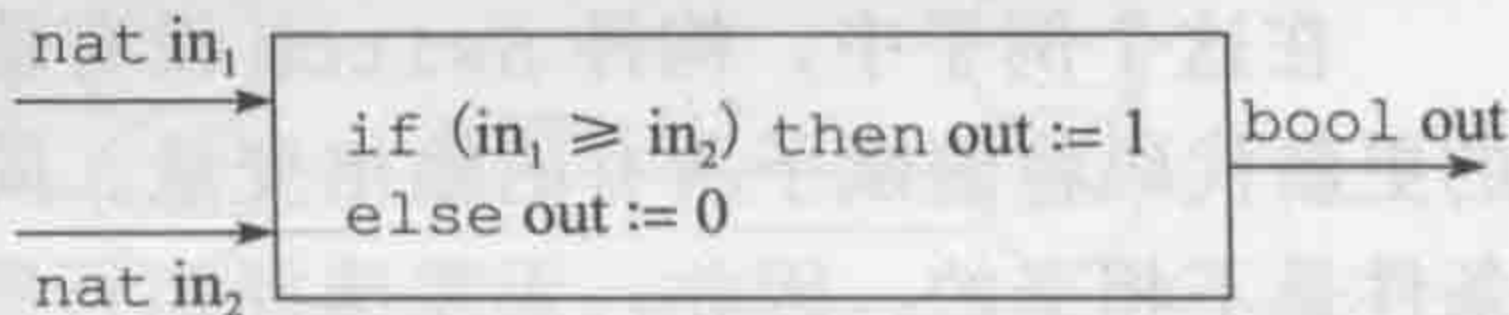 nat in₁
if (in₁ ⩾ in₂) then out := 1
else out := 0
bool out
nat in₂